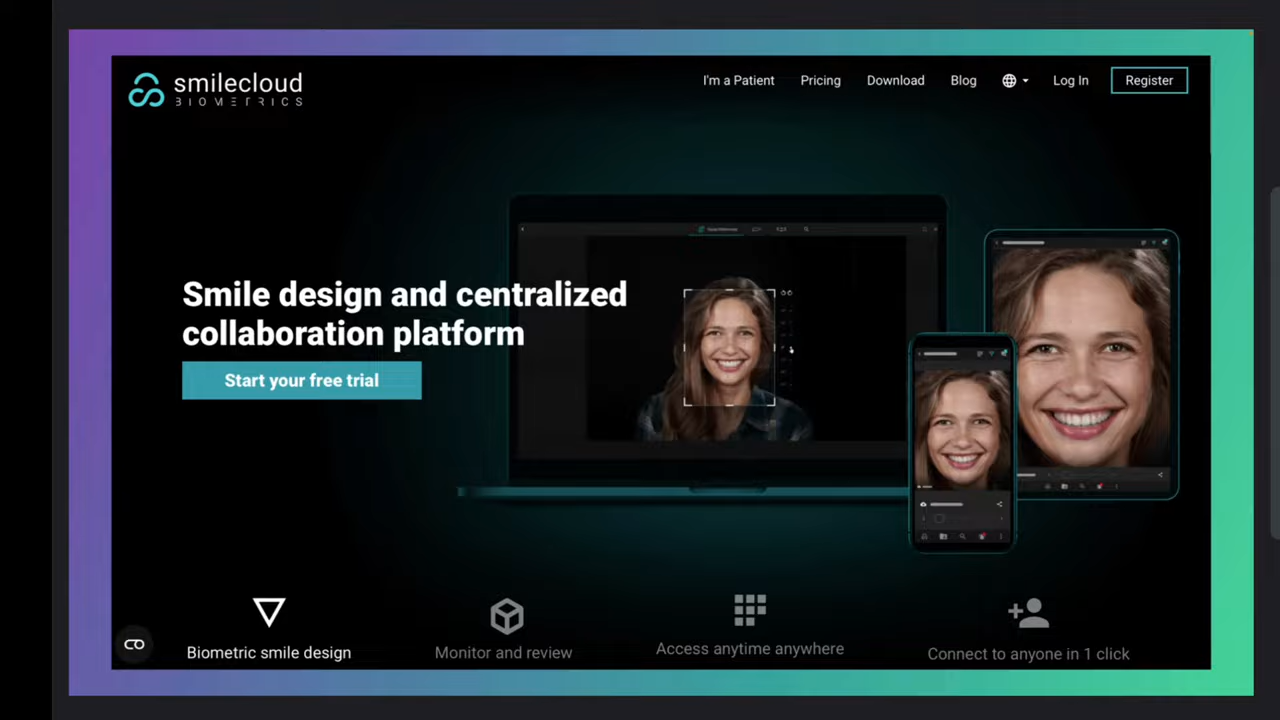 smilecloud
BIOMETRICS
I'm a Patient
Pricing
Download
Blog
Log In
Register
Smile design and centralized
collaboration platform
Start your free trial
Biometric smile design
Monitor and review
Access anytime anywhere
Connect to anyone in 1 click